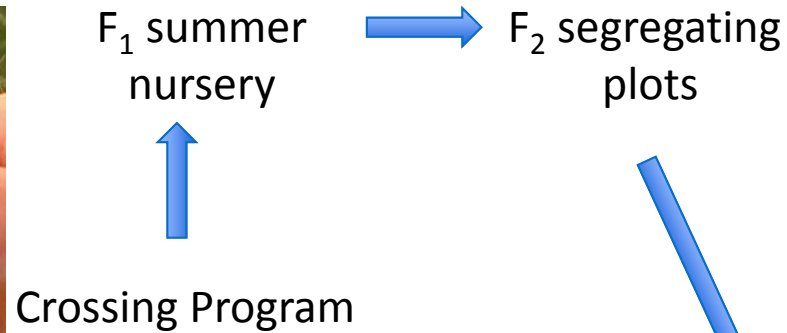 F₁ summer
nursery
F₂ segregating
plots
Crossing Program